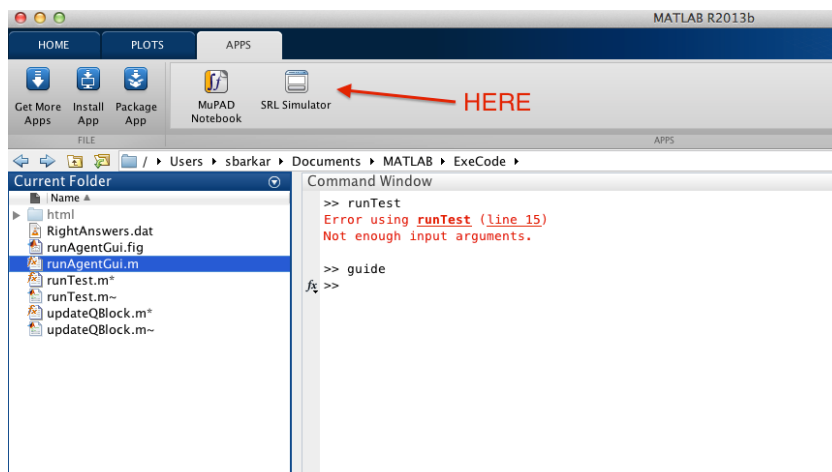 MATLAB R2013b
HOME PLOTS APPS
Get More Apps
Install App
Package App
MuPAD Notebook
SRL Simulator
HERE
FILE
APPS
/ ▸ Users ▸ sbarkar ▸ Documents ▸ MATLAB ▸ ExeCode ▸
Current Folder
Name
html
RightAnswers.dat
runAgentGui.fig
runAgentGui.m
runTest.m*
runTest.m~
updateQBlock.m*
updateQBlock.m~
Command Window
>> runTest
Error using runTest (line 15)
Not enough input arguments.
>> guide
fx >>